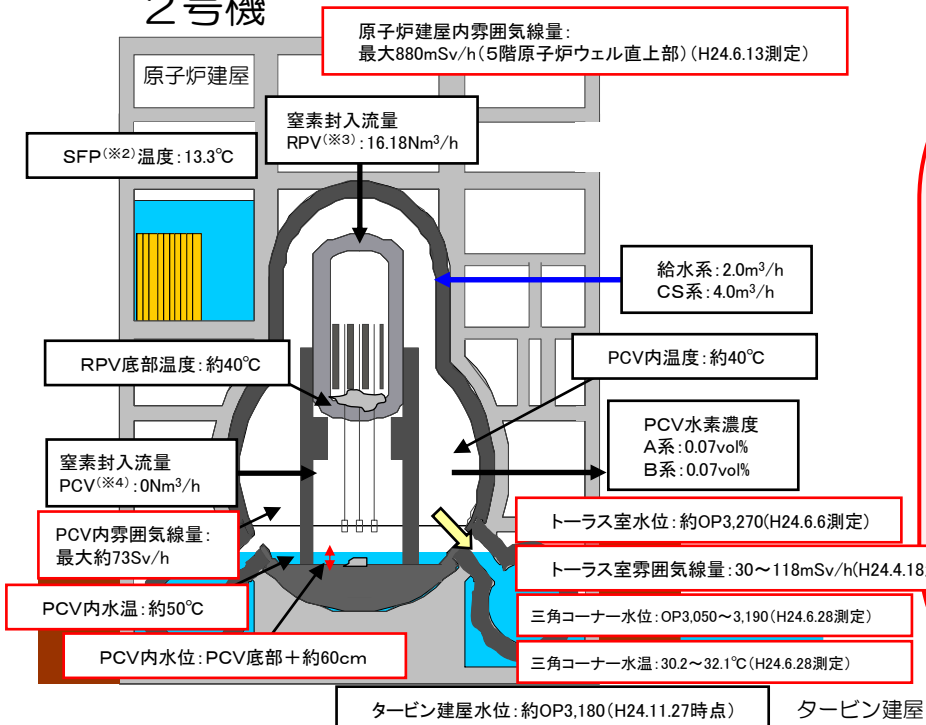 2号機
原子炉建屋内雰囲気線量:
最大880mSv/h(5階原子炉ウェル直上部)(H24.6.13測定)
原子炉建屋
窒素封入流量
RPV(※3):16.18Nm³/h
SFP(※2)温度:13.3℃
給水系:2.0m³/h
CS系:4.0m³/h
RPV底部温度:約40℃
PCV内温度:約40℃
PCV水素濃度
A系:0.07vol%
B系:0.07vol%
窒素封入流量
PCV(※4):0Nm³/h
PCV内雰囲気線量:
最大約73Sv/h
トーラス室水位:約OP3,270(H24.6.6測定)
トーラス室雰囲気線量:30～118mSv/h(H24.4.18
PCV内水温:約50℃
三角コーナー水位:OP3,050～3,190(H24.6.28測定)
PCV内水位:PCV底部+約60cm
三角コーナー水温:30.2～32.1℃(H24.6.28測定)
タービン建屋水位:約OP3,180(H24.11.27時点)
タービン建屋